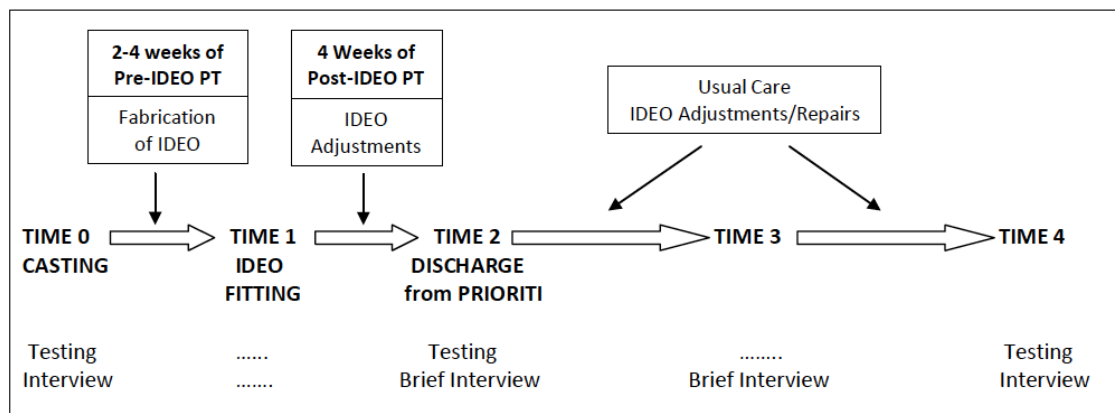 2-4 weeks of
Pre-IDEO PT
Fabrication
of IDEO
4 Weeks of
Post-IDEO PT
IDEO
Adjustments
Usual Care
IDEO Adjustments/Repairs
TIME 0
CASTING
TIME 1
IDEO
FITTING
TIME 2
DISCHARGE
from PRIORITI
TIME 3
TIME 4
Testing
Interview
......
.......
Testing
Brief Interview
........
Brief Interview
Testing
Interview